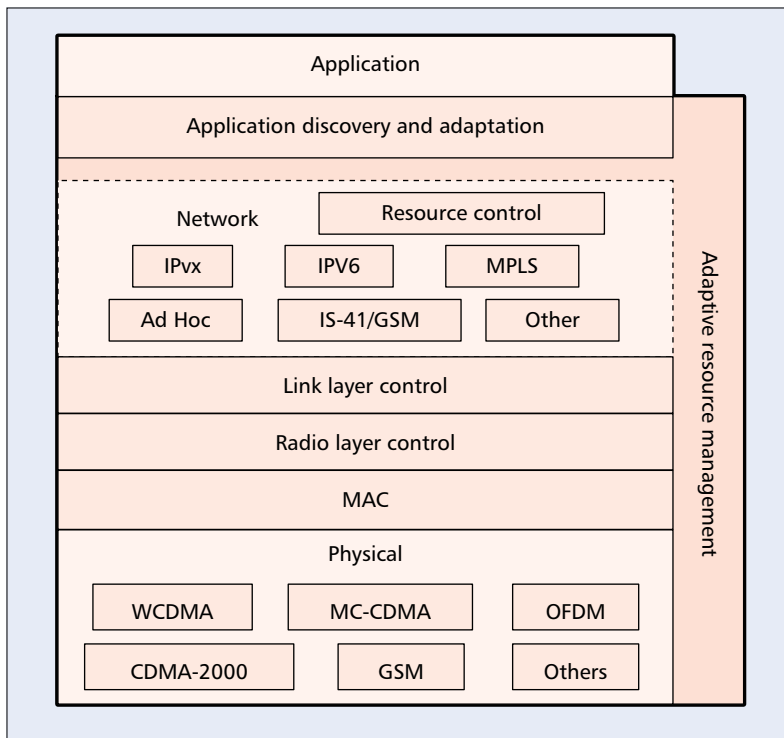 Application
Application discovery and adaptation
Network
Resource control
IPvx
IPV6
MPLS
Ad Hoc
IS-41/GSM
Other
Link layer control
Radio layer control
MAC
Physical
WCDMA
MC-CDMA
OFDM
CDMA-2000
GSM
Others
Adaptive resource management